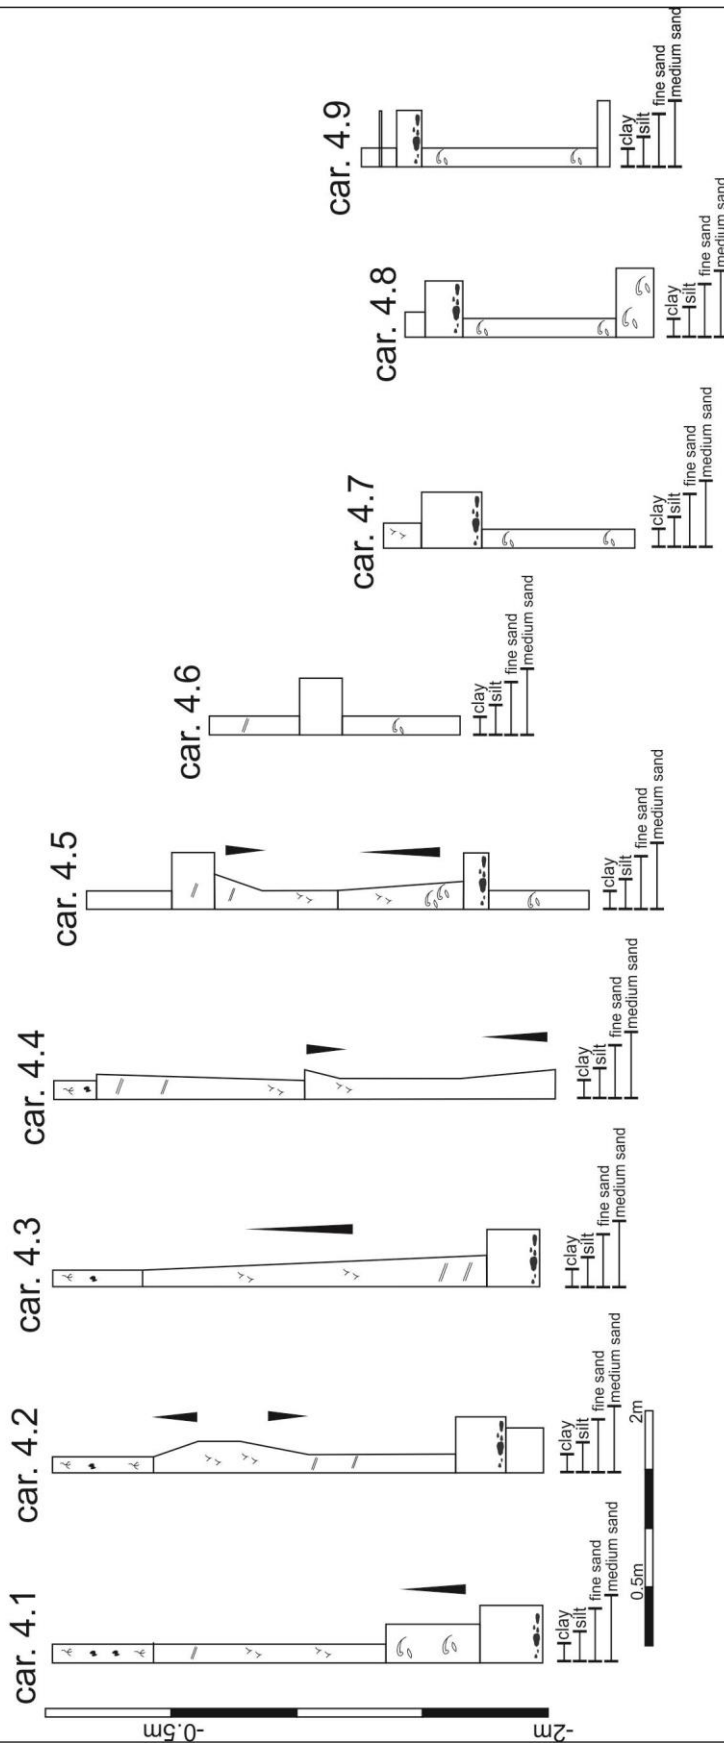 car. 4.1
car. 4.2
car. 4.3
car. 4.4
car. 4.5
car. 4.6
car. 4.7
car. 4.8
car. 4.9
-0.5m
-2m
clay
silt
fine sand
medium sand
clay
silt
fine sand
medium sand
clay
silt
fine sand
medium sand
clay
silt
fine sand
medium sand
clay
silt
fine sand
medium sand
clay
silt
fine sand
medium sand
clay
silt
fine sand
medium sand
clay
silt
fine sand
medium sand
clay
silt
fine sand
medium sand
0.5m
2m